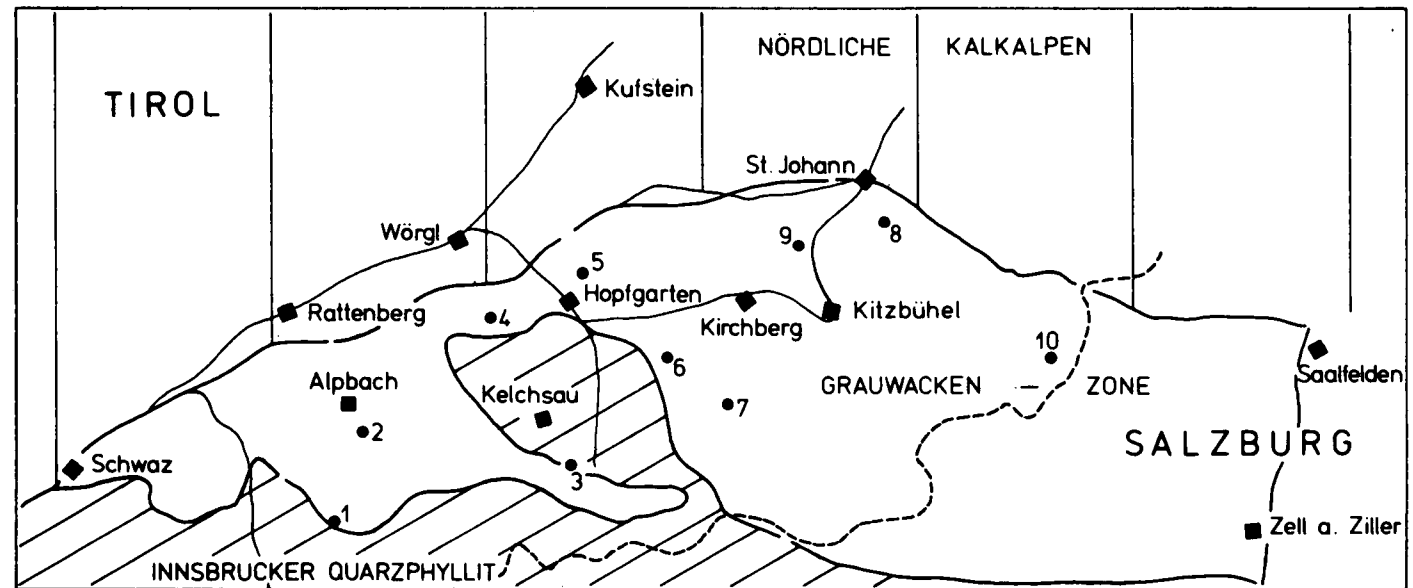 NÖRDLICHE KALKALPEN
TIROL
Kufstein
St. Johann
Wörgl
9
8
5
Hopfgarten
Rattenberg
4
Kirchberg
Kitzbühel
6
10
Alpbach
Kelchsau
GRAUWACKEN — ZONE
Saalfelden
7
2
SALZBURG
Schwaz
3
1
Zell a. Ziller
INNSBRUCKER QUARZPHYLLIT